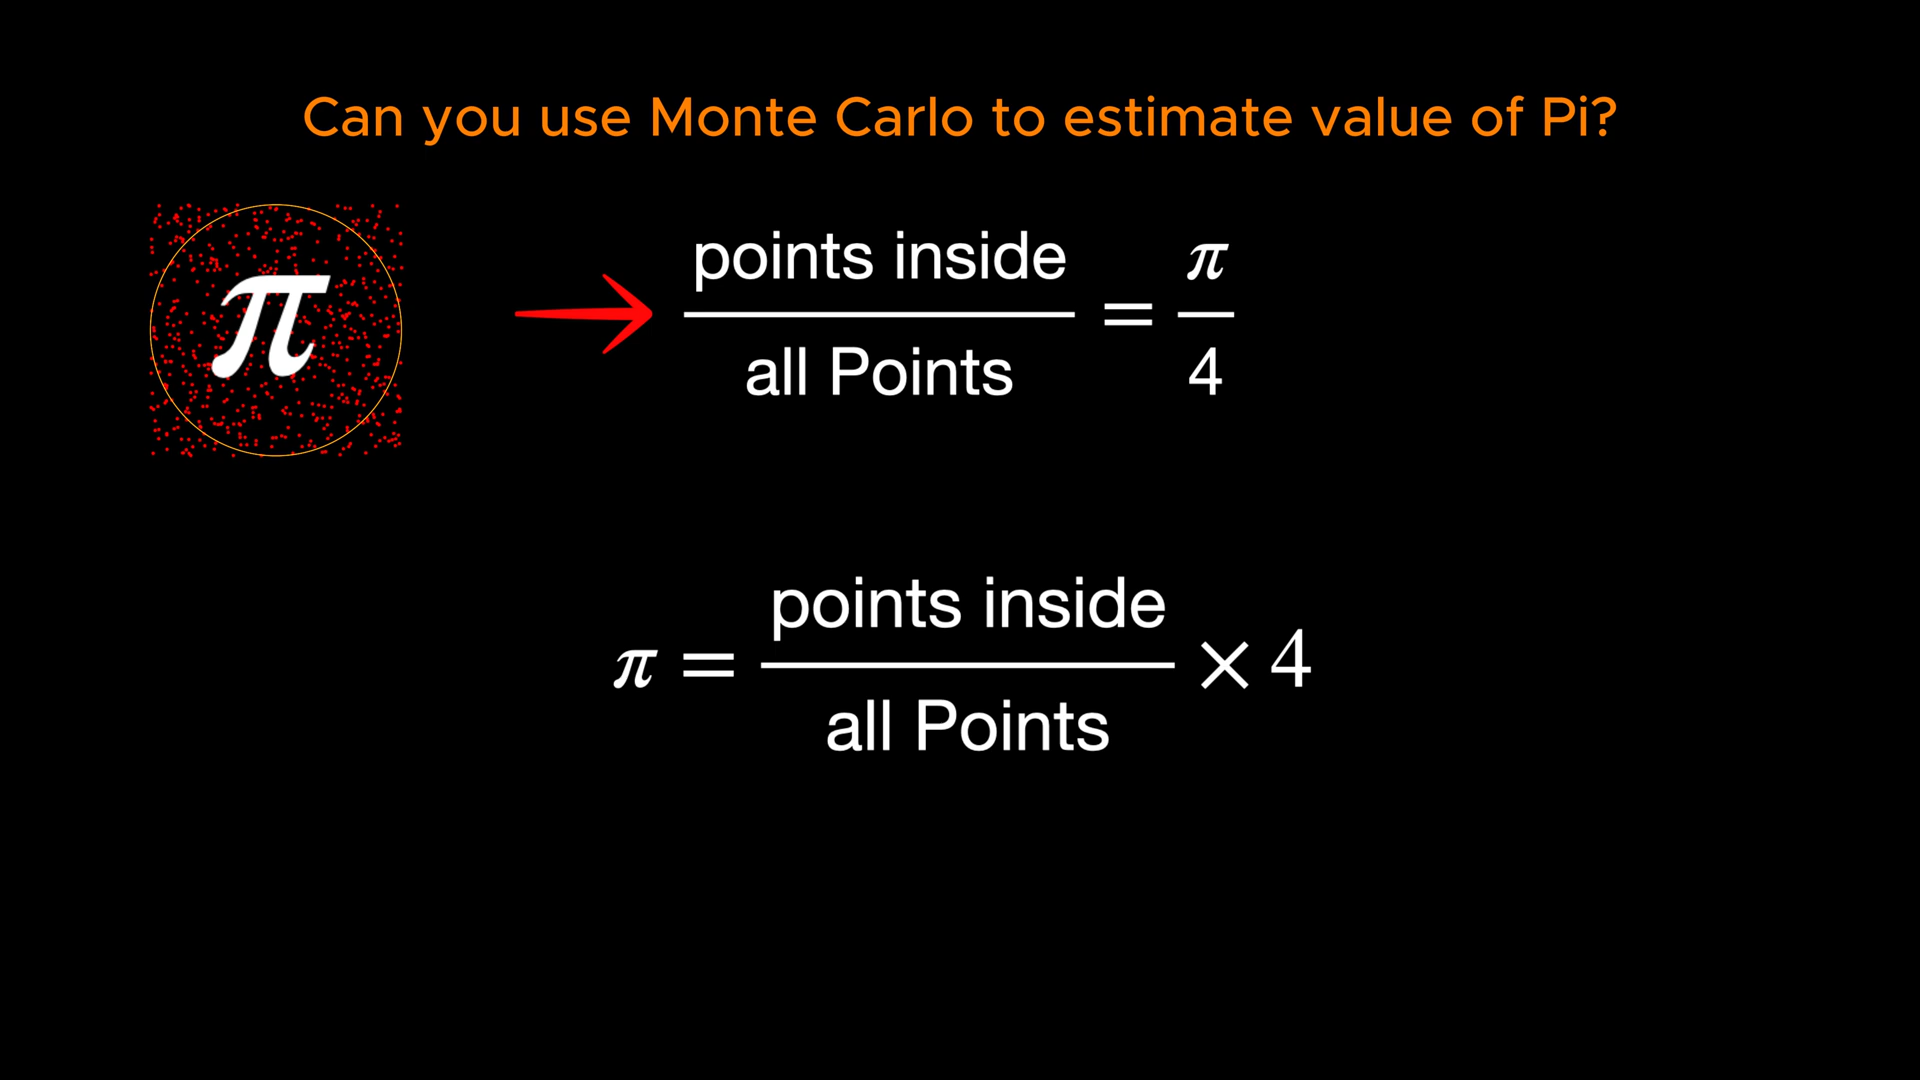 Can you use Monte Carlo to estimate value of Pi?
π
points inside / all Points = π / 4
π = points inside / all Points × 4